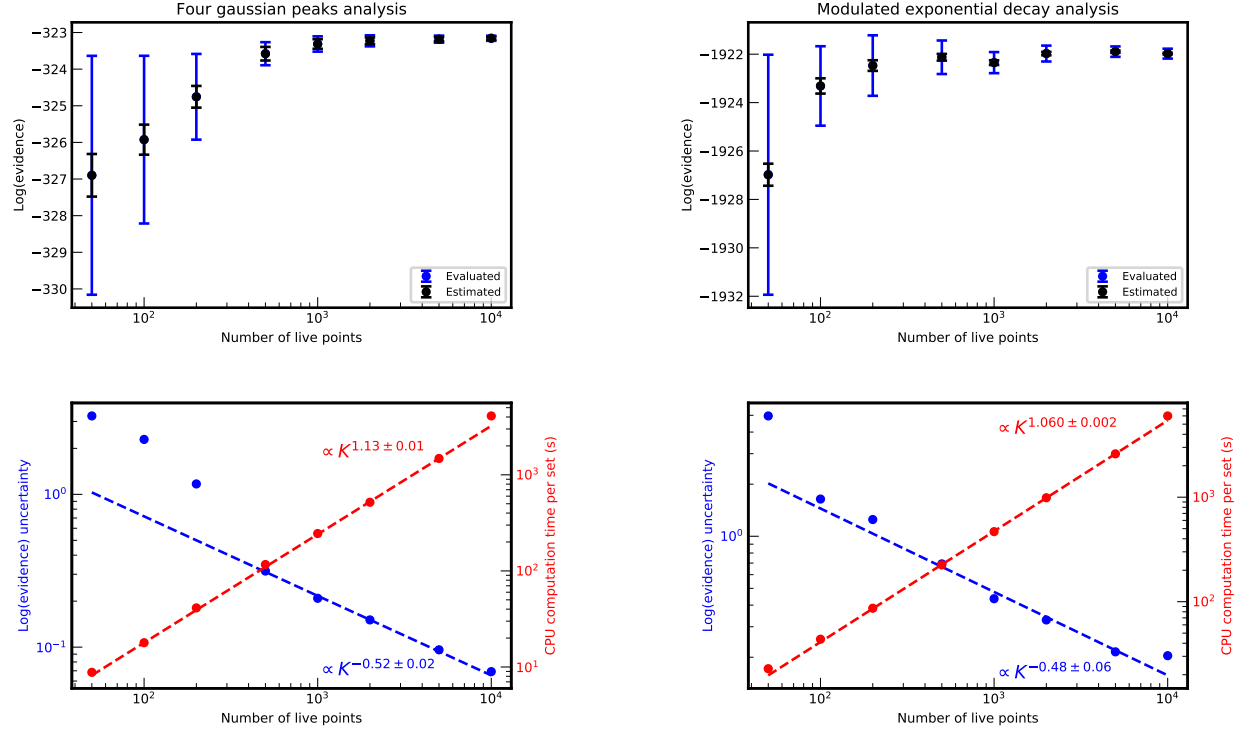 Four gaussian peaks analysis
−323
−324
−325
−326
−327
−328
−329
−330
Log(evidence)
Evaluated
Estimated
10²
10³
10⁴
Number of live points
Modulated exponential decay analysis
−1922
−1924
−1926
−1928
−1930
−1932
Log(evidence)
Evaluated
Estimated
10²
10³
10⁴
Number of live points
∝ K^1.13 ± 0.01
∝ K^−0.52 ± 0.02
10⁰
10⁻¹
Log(evidence) uncertainty
10³
10²
10¹
CPU computation time per set (s)
10²
10³
10⁴
Number of live points
∝ K^1.060 ± 0.002
∝ K^−0.48 ± 0.06
10⁰
Log(evidence) uncertainty
10³
10²
10¹
CPU computation time per set (s)
10²
10³
10⁴
Number of live points